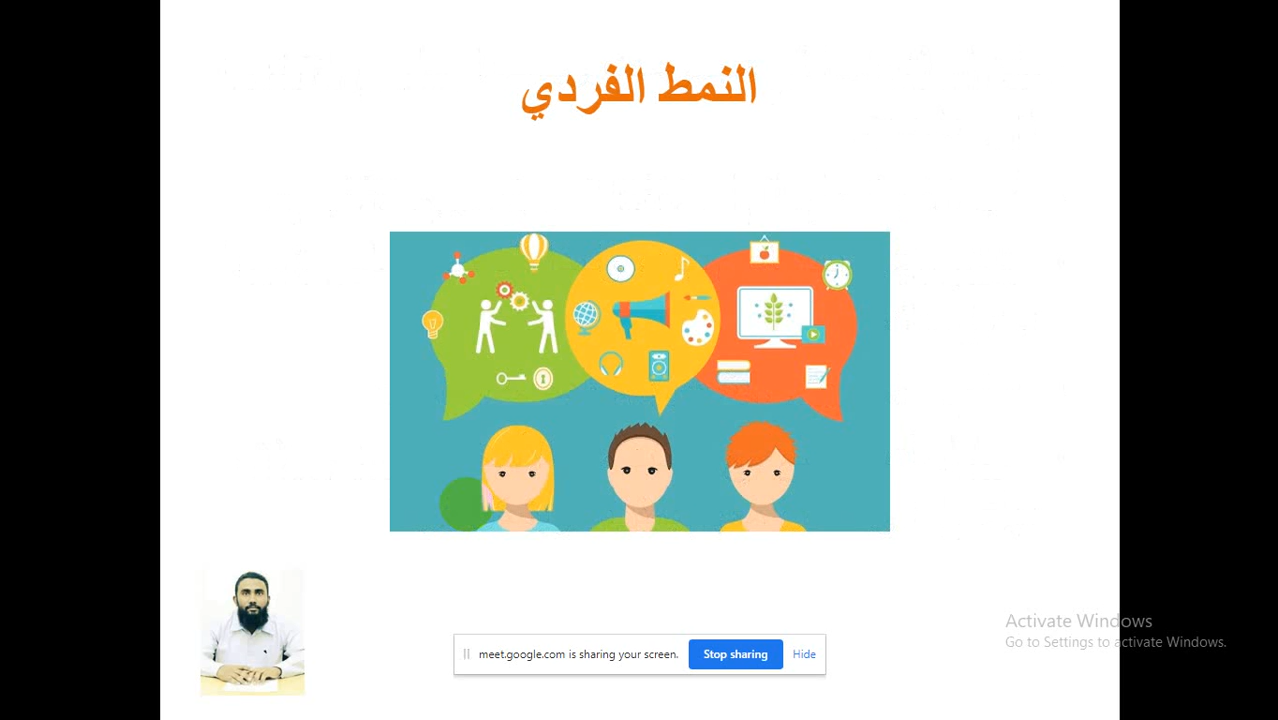 النمط الفردي
meet.google.com is sharing your screen.
Stop sharing
Hide
Activate Windows
Go to Settings to activate Windows.